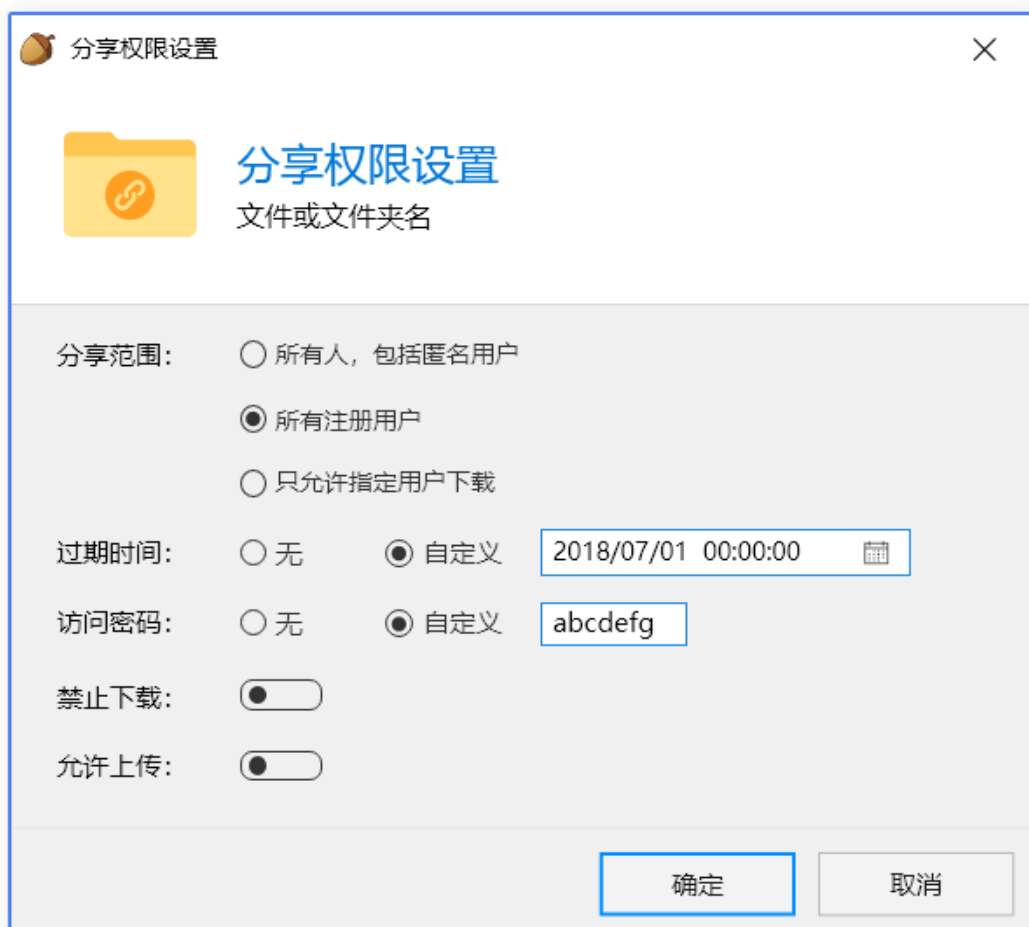 分享权限设置
分享权限设置
文件或文件夹名
分享范围：
所有人，包括匿名用户
所有注册用户
只允许指定用户下载
过期时间： 无 自定义 2018/07/01 00:00:00
访问密码： 无 自定义 abcdefg
禁止下载：
允许上传：
确定 取消